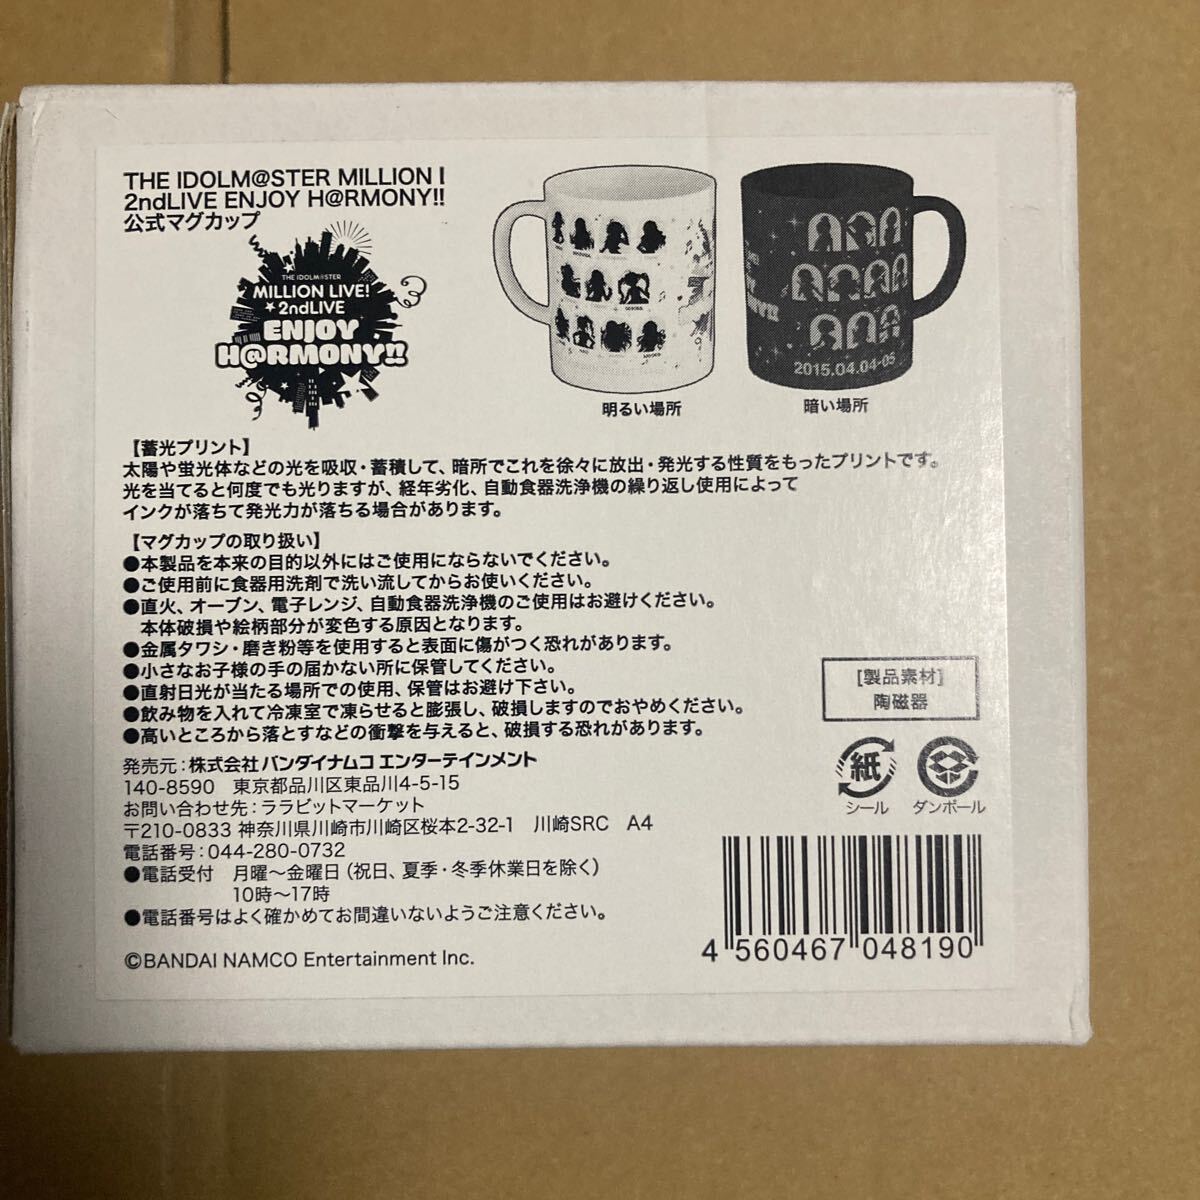 THE IDOLM@STER MILLION I
2ndLIVE ENJOY H@RMONY!!
公式マグカップ
THE IDOLM@STER
MILLION LIVE!
★2ndLIVE
ENJOY
H@RMONY!!
2015.04.04-05
明るい場所
暗い場所
【蓄光プリント】
太陽や蛍光体などの光を吸収・蓄積して、暗所でこれを徐々に放出・発光する性質をもったプリントです。
光を当てると何度でも光りますが、経年劣化、自動食器洗浄機の繰り返し使用によって
インクが落ちて発光力が落ちる場合があります。
【マグカップの取り扱い】
●本製品を本来の目的以外にはご使用にならないでください。
●ご使用前に食器用洗剤で洗い流してからお使いください。
●直火、オーブン、電子レンジ、自動食器洗浄機のご使用はお避けください。
本体破損や絵柄部分が変色する原因となります。
●金属タワシ・磨き粉等を使用すると表面に傷がつく恐れがあります。
●小さなお子様の手の届かない所に保管してください。
●直射日光が当たる場所での使用、保管はお避け下さい。
●飲み物を入れて冷凍室で凍らせると膨張し、破損しますのでおやめください。
●高いところから落とすなどの衝撃を与えると、破損する恐れがあります。
[製品素材]
陶磁器
発売元:株式会社バンダイナムコエンターテインメント
140-8590 東京都品川区東品川4-5-15
お問い合わせ先:ララビットマーケット
〒210-0833 神奈川県川崎市川崎区桜本2-32-1 川崎SRC A4
電話番号:044-280-0732
●電話受付 月曜～金曜日(祝日、夏季・冬季休業日を除く)
10時～17時
●電話番号はよく確かめてお間違いないようご注意ください。
©BANDAI NAMCO Entertainment Inc.
紙
シール
ダンボール
4 560467 048190